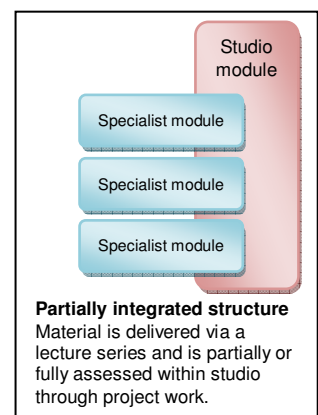 Studio
module
Specialist module
Specialist module
Specialist module
Partially integrated structure
Material is delivered via a
lecture series and is partially or
fully assessed within studio
through project work.